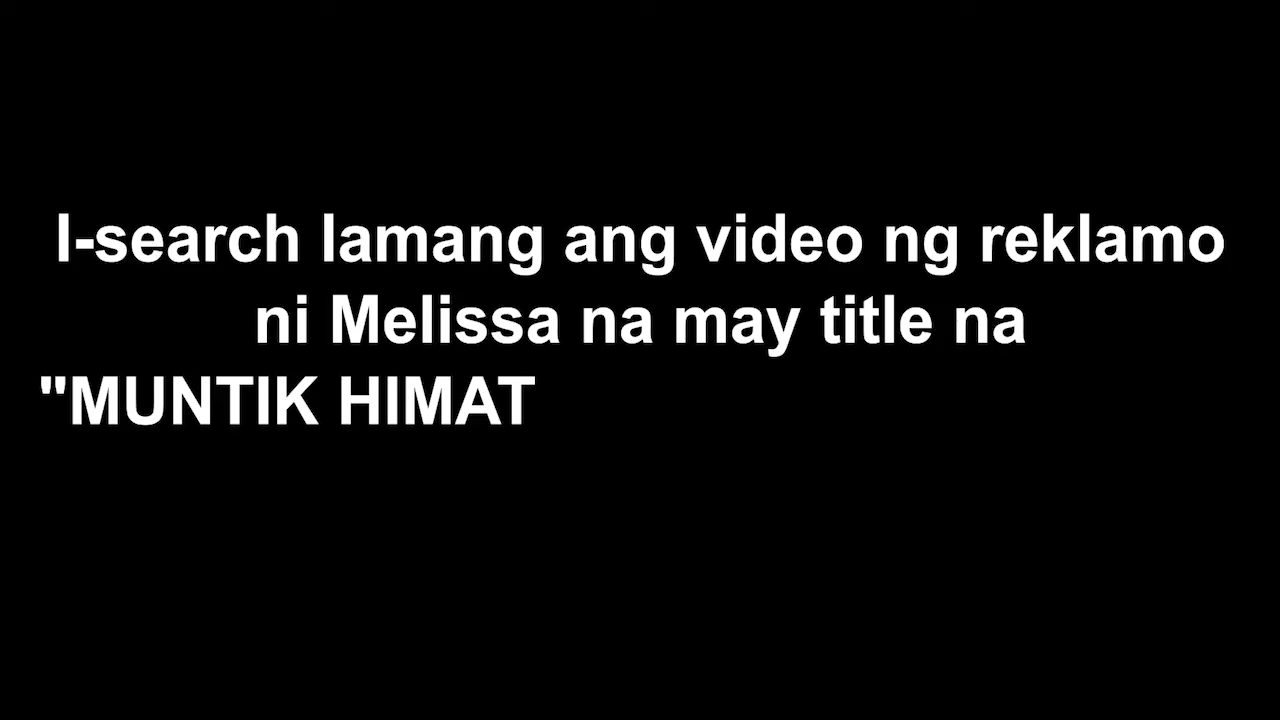 I-search lamang ang video ng reklamo
ni Melissa na may title na
"MUNTIK HIMAT